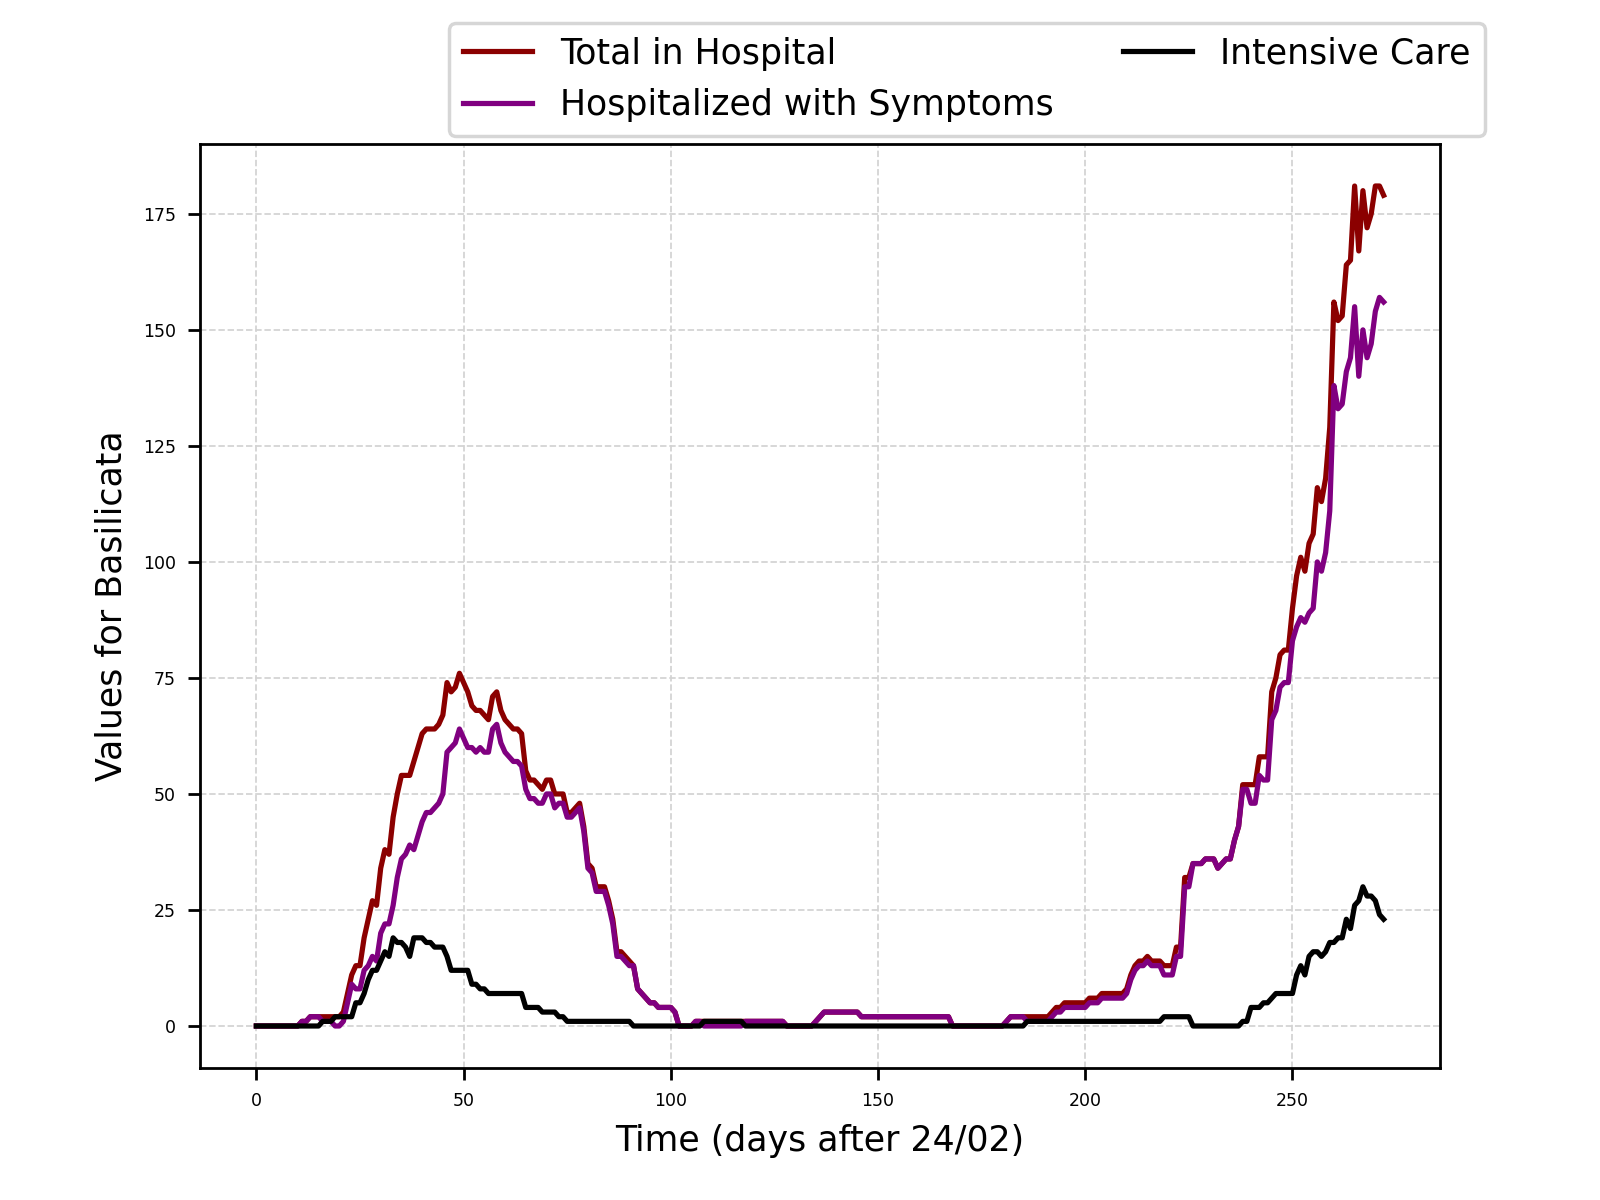 Total in Hospital
Hospitalized with Symptoms
Intensive Care
Values for Basilicata
175
150
125
100
75
50
25
0
0 50 100 150 200 250
Time (days after 24/02)